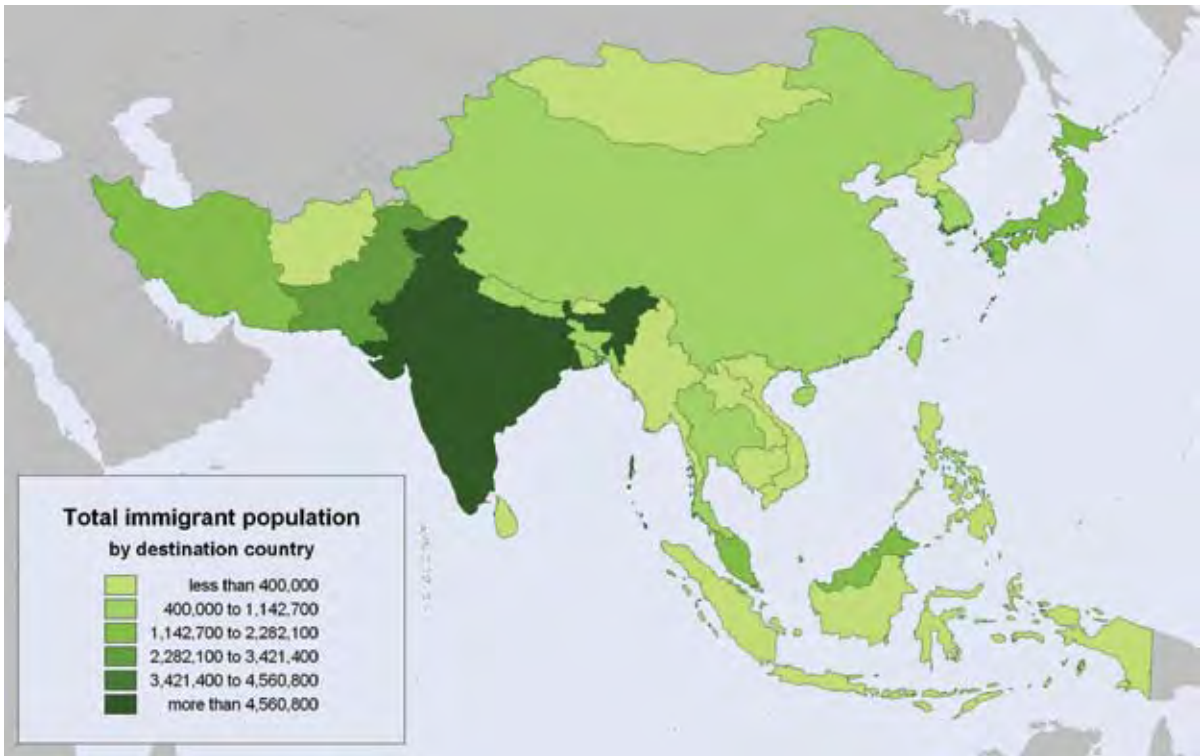 Total immigrant population
by destination country
less than 400,000
400,000 to 1,142,700
1,142,700 to 2,282,100
2,282,100 to 3,421,400
3,421,400 to 4,560,800
more than 4,560,800